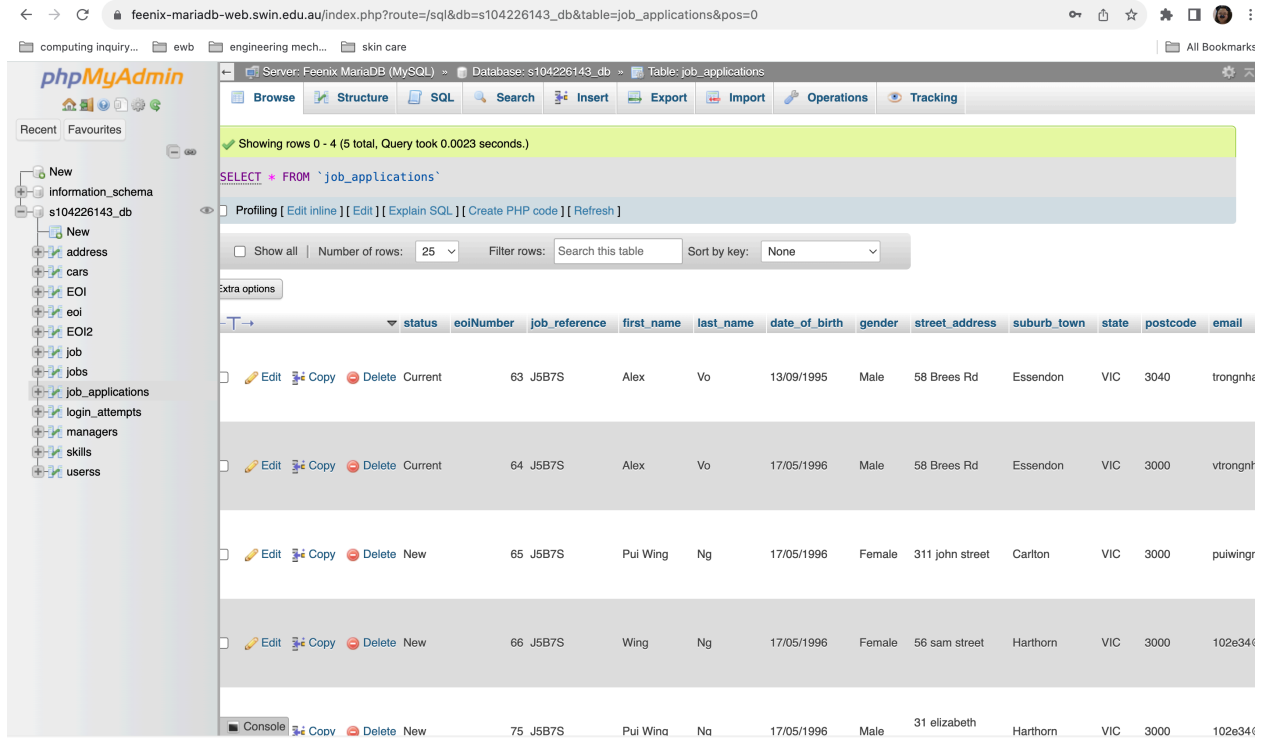 feenix-mariadb-web.swin.edu.au/index.php?route=/sql&db=s104226143_db&table=job_applications&pos=0
computing inquiry... ewb engineering mech... skin care All Bookmarks
phpMyAdmin
Recent Favourites
New
information_schema
s104226143_db
New
address
cars
EOI
eoi
EOI2
job
jobs
job_applications
login_attempts
managers
skills
userss
Server: Feenix MariaDB (MySQL) » Database: s104226143_db » Table: job_applications
Browse Structure SQL Search Insert Export Import Operations Tracking
Showing rows 0 - 4 (5 total, Query took 0.0023 seconds.)
SELECT * FROM `job_applications`
Profiling [ Edit inline ] [ Edit ] [ Explain SQL ] [ Create PHP code ] [ Refresh ]
Show all | Number of rows: 25 Filter rows: Search this table Sort by key: None
Extra options
status eoiNumber job_reference first_name last_name date_of_birth gender street_address suburb_town state postcode email
Edit Copy Delete Current 63 J5B7S Alex Vo 13/09/1995 Male 58 Brees Rd Essendon VIC 3040 trongnha
Edit Copy Delete Current 64 J5B7S Alex Vo 17/05/1996 Male 58 Brees Rd Essendon VIC 3000 vtrongnh
Edit Copy Delete New 65 J5B7S Pui Wing Ng 17/05/1996 Female 311 john street Carlton VIC 3000 puiwingr
Edit Copy Delete New 66 J5B7S Wing Ng 17/05/1996 Female 56 sam street Harthorn VIC 3000 102e34@
31 elizabeth
Console Copy Delete New 75 J5B7S Pui Wing Ng 17/05/1996 Male Harthorn VIC 3000 102e34@